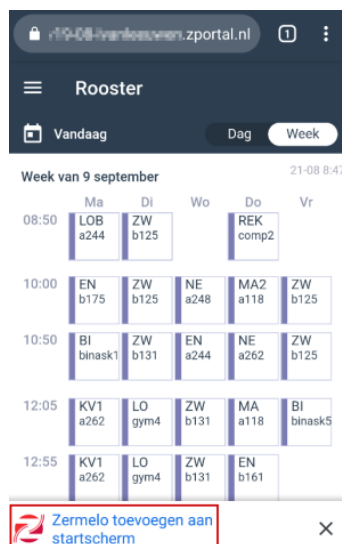 .zportal.nl 1
Rooster
Vandaag Dag Week
Week van 9 september 21-08 8:47
Ma Di Wo Do Vr
08:50 LOB ZW REK
a244 b125 comp2
10:00 EN ZW NE MA2 ZW
b175 b125 a248 a118 b125
10:50 BI ZW EN NE ZW
binask1 b131 a244 a262 b125
12:05 KV1 LO ZW MA BI
a262 gym4 b131 a118 binask5
12:55 KV1 LO ZW EN
a262 gym4 b131 b161
Zermelo toevoegen aan
startscherm